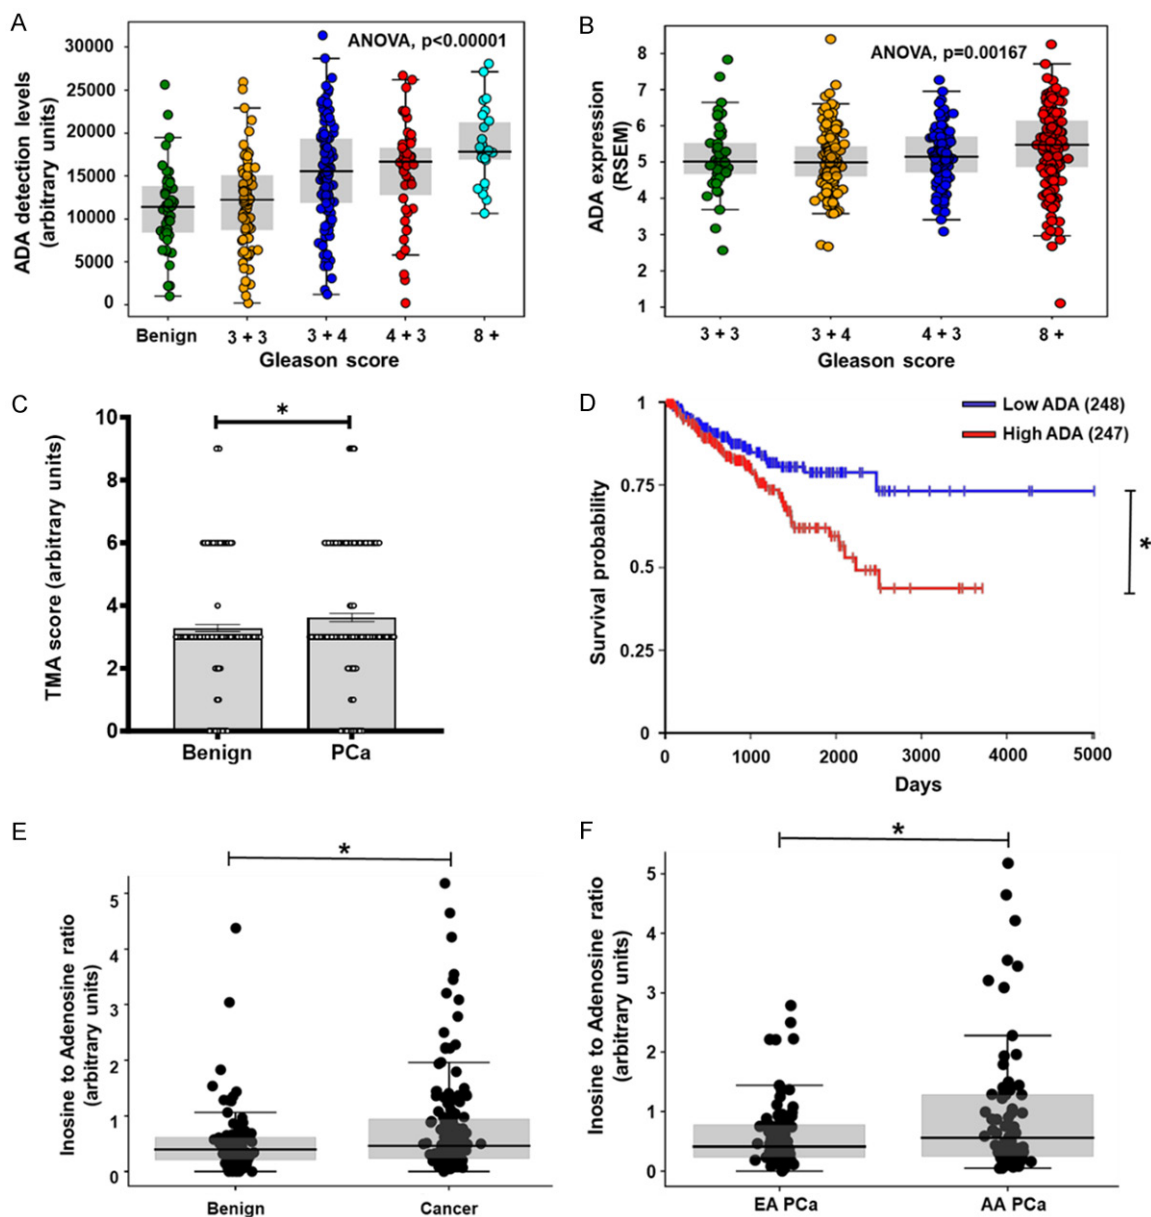 A
ADA detection levels
(arbitrary units)
30000
25000
20000
15000
10000
5000
0
ANOVA, p<0.00001
Benign
3 + 3
3 + 4
4 + 3
8 +
Gleason score
B
ADA expression
(RSEM)
8
7
6
5
4
3
2
1
ANOVA, p=0.00167
3 + 3
3 + 4
4 + 3
8 +
Gleason score
C
TMA score (arbitrary units)
10
8
6
4
2
0
*
Benign
PCa
D
Survival probability
1
0.75
0.5
0.25
0
Low ADA (248)
High ADA (247)
*
0
1000
2000
3000
4000
5000
Days
E
Inosine to Adenosine ratio
(arbitrary units)
5
4
3
2
1
0
*
Benign
Cancer
F
Inosine to Adenosine ratio
(arbitrary units)
5
4
3
2
1
0
*
EA PCa
AA PCa